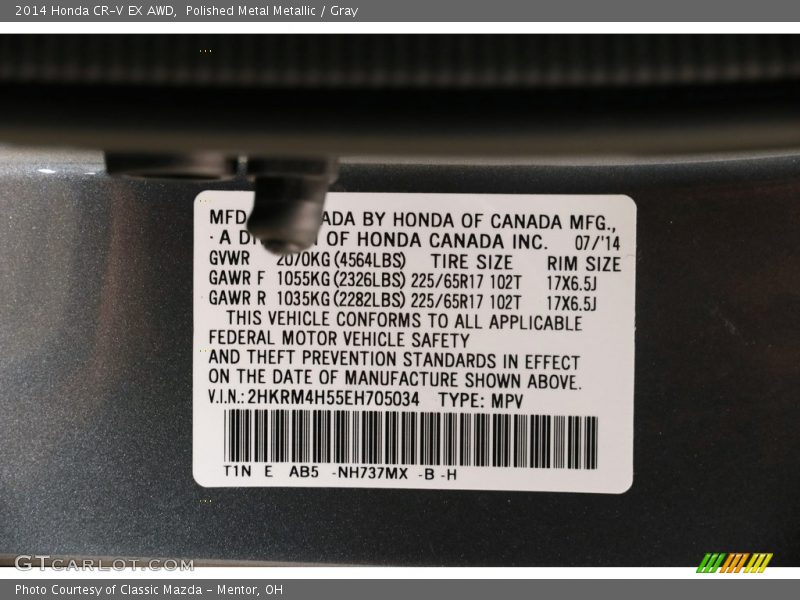 2014 Honda CR-V EX AWD, Polished Metal Metallic / Gray
MFD ADA BY HONDA OF CANADA MFG.,
A DI N OF HONDA CANADA INC. 07/'14
GVWR 2070KG (4564LBS) TIRE SIZE RIM SIZE
GAWR F 1055KG (2326LBS) 225/65R17 102T 17X6.5J
GAWR R 1035KG (2282LBS) 225/65R17 102T 17X6.5J
THIS VEHICLE CONFORMS TO ALL APPLICABLE
FEDERAL MOTOR VEHICLE SAFETY
AND THEFT PREVENTION STANDARDS IN EFFECT
ON THE DATE OF MANUFACTURE SHOWN ABOVE.
V.I.N.: 2HKRM4H55EH705034 TYPE: MPV
T1N E AB5 -NH737MX -B -H
GTCARLOT.COM
Photo Courtesy of Classic Mazda - Mentor, OH